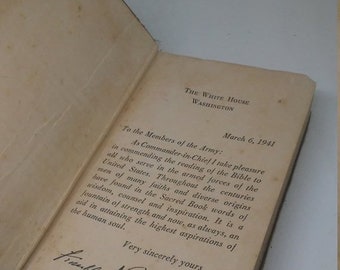 THE WHITE HOUSE
WASHINGTON
March 6, 1941
To the Members of the Army:
As Commander-in-Chief I take pleasure
in commending the reading of the Bible to
all who serve in the armed forces of the
United States. Throughout the centuries
men of many faiths and diverse origins
have found in the Sacred Book words of
wisdom, counsel and inspiration. It is a
fountain of strength and now, as always, an
aid in attaining the highest aspirations of
the human soul.
Very sincerely yours